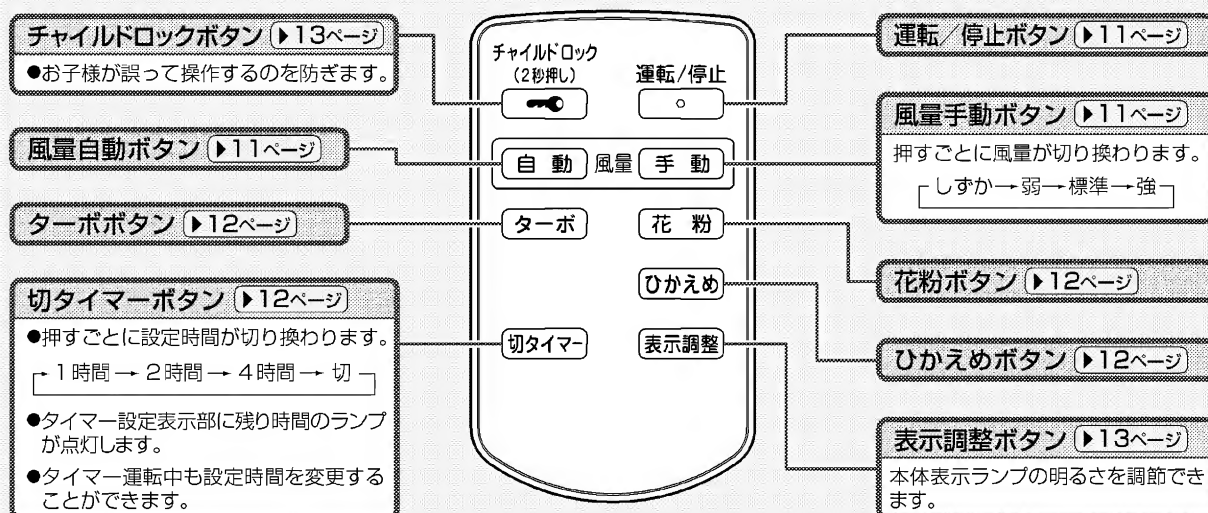 チャイルドロックボタン ▶13ページ
●お子様が誤って操作するのを防ぎます。
風量自動ボタン ▶11ページ
ターボボタン ▶12ページ
切タイマーボタン ▶12ページ
●押すごとに設定時間が切り換わります。
1時間→2時間→4時間→切
●タイマー設定表示部に残り時間のランプ
が点灯します。
●タイマー運転中も設定時間を変更する
ことができます。
チャイルドロック
(2秒押し)
運転/停止
自動 風量 手動
ターボ 花粉
ひかえめ
切タイマー 表示調整
運転/停止ボタン ▶11ページ
風量手動ボタン ▶11ページ
押すごとに風量が切り換わります。
しずか→弱→標準→強
花粉ボタン ▶12ページ
ひかえめボタン ▶12ページ
表示調整ボタン ▶13ページ
本体表示ランプの明るさを調節でき
ます。